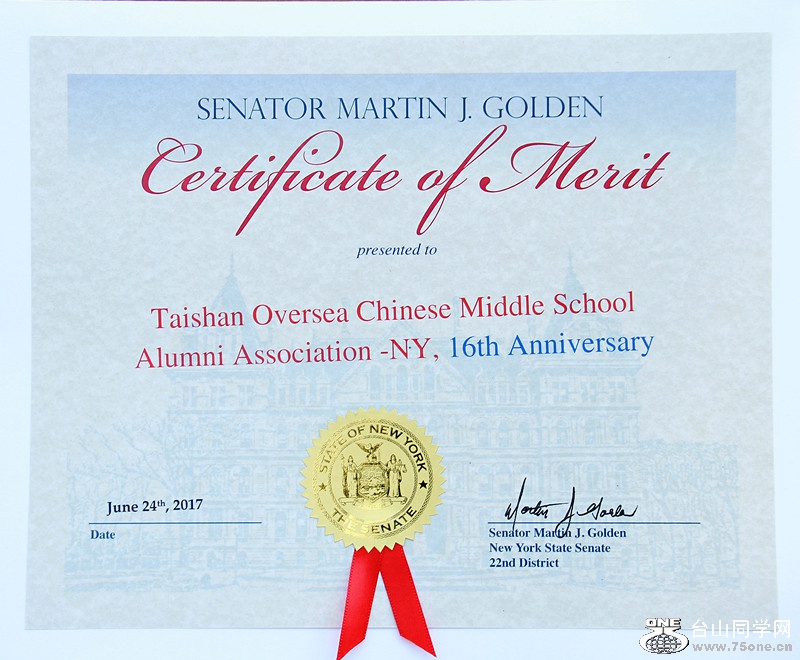 SENATOR MARTIN J. GOLDEN
Certificate of Merit
presented to
Taishan Oversea Chinese Middle School
Alumni Association -NY, 16th Anniversary
STATE OF NEW YORK
THE SENATE
June 24th, 2017
Date
Martin J. Golden
Senator Martin J. Golden
New York State Senate
22nd District
ONE
台山同学网
www.75one.cn